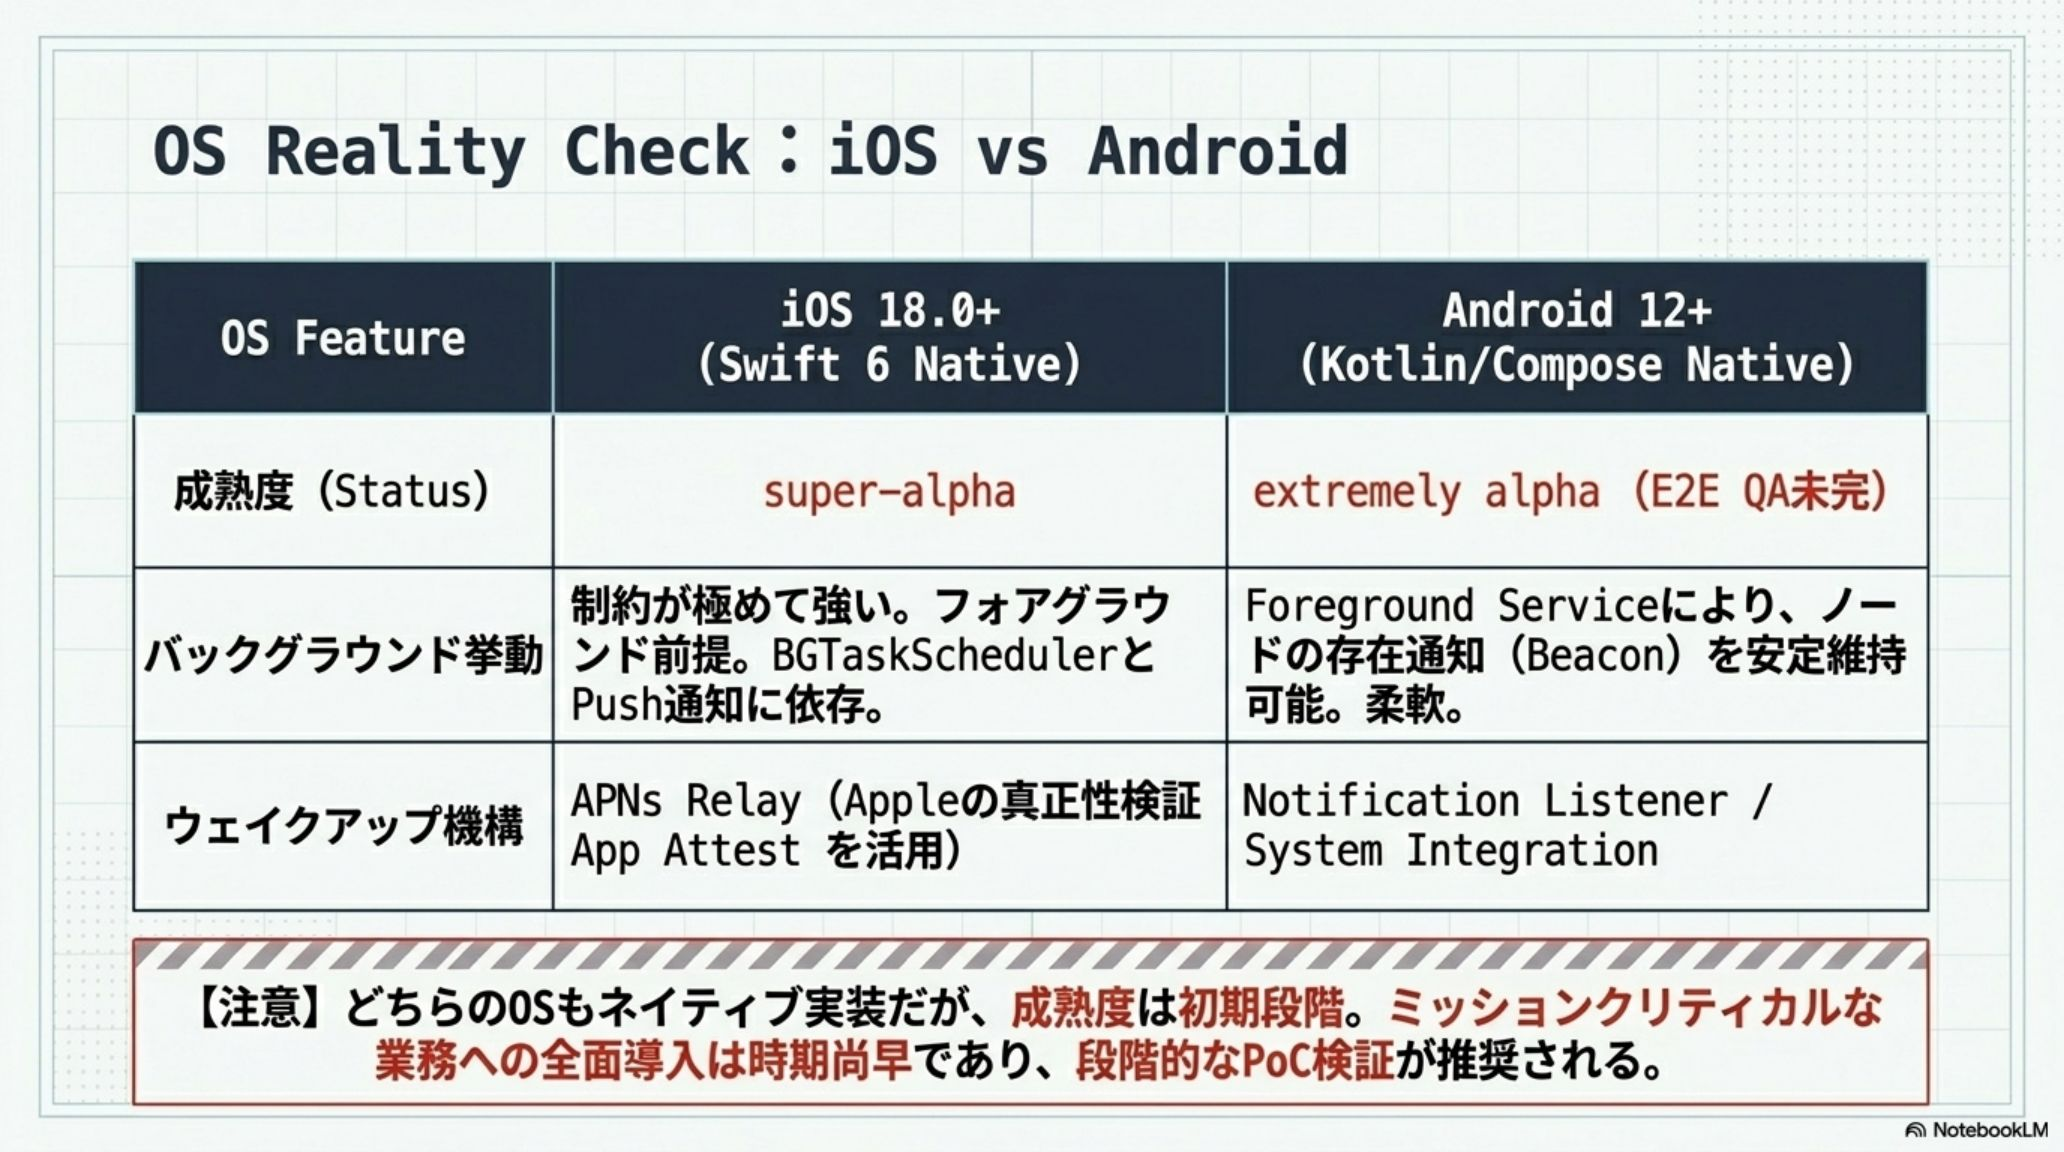 OS Reality Check：iOS vs Android
OS Feature
iOS 18.0+
(Swift 6 Native)
Android 12+
(Kotlin/Compose Native)
成熟度（Status）
super-alpha
extremely alpha（E2E QA未完）
バックグラウンド挙動
制約が極めて強い。フォアグラウ
ンド前提。BGTaskSchedulerと
Push通知に依存。
Foreground Serviceにより、ノー
ドの存在通知（Beacon）を安定維持
可能。柔軟。
ウェイクアップ機構
APNs Relay（Appleの真正性検証
App Attest を活用）
Notification Listener /
System Integration
【注意】どちらのOSもネイティブ実装だが、成熟度は初期段階。ミッションクリティカルな
業務への全面導入は時期尚早であり、段階的なPoC検証が推奨される。
NotebookLM